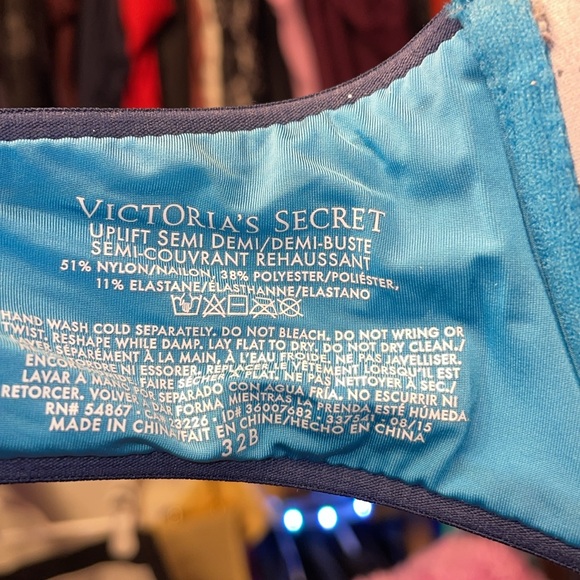 VICTORIA'S SECRET
UPLIFT SEMI DEMI/DEMI-BUSTE
SEMI-COUVRANT REHAUSSANT
51% NYLON/NAILON, 38% POLYESTER/POLIÉSTER,
11% ELASTANE/ÉLASTHANNE/ELASTANO
HAND WASH COLD SEPARATELY. DO NOT BLEACH. DO NOT WRING OR
TWIST. RESHAPE WHILE DAMP. LAY FLAT TO DRY. DO NOT DRY CLEAN./
SÉPARÉMENT À LA MAIN, À L'EAU FROIDE. NE PAS JAVELLISER.
NI ESSORER. VÊTEMENT LORSQU'IL EST
FAIRE SÉCHER À PLAT. NE PAS NETTOYER À SEC./
LAVAR A MANO POR SEPARADO CON AGUA FRÍA. NO ESCURRIR NI
RETORCER. VOLVER A DAR FORMA MIENTRAS LA PRENDA ESTÉ HÚMEDA
RN# 54867 - 23226 - ID# 36007682 - 337541 - 08/15
MADE IN CHINA/FAIT EN CHINE/HECHO EN CHINA
32B